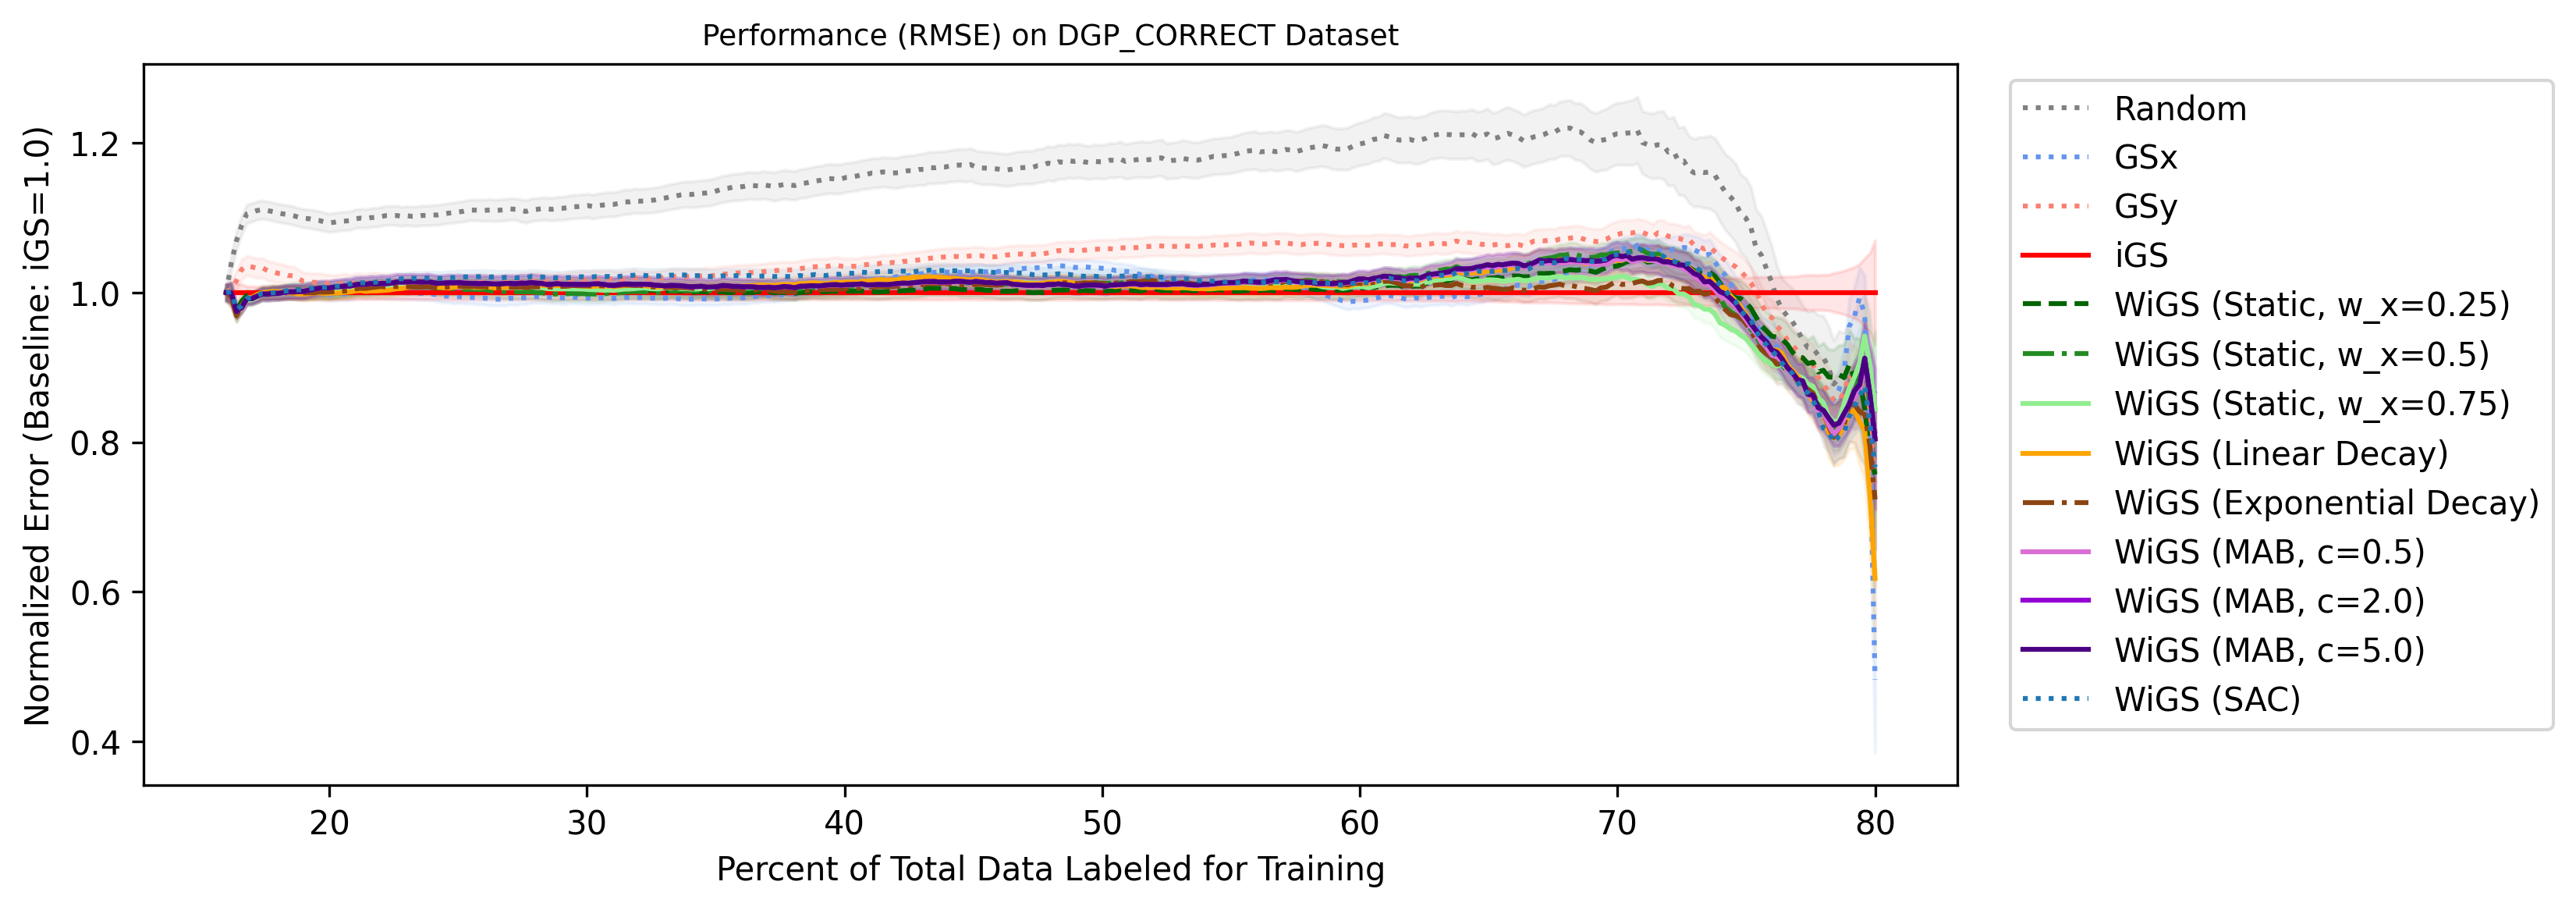 Performance (RMSE) on DGP_CORRECT Dataset
Normalized Error (Baseline: iGS=1.0)
1.2
1.0
0.8
0.6
0.4
20 30 40 50 60 70 80
Percent of Total Data Labeled for Training
Random
GSx
GSy
iGS
WiGS (Static, w_x=0.25)
WiGS (Static, w_x=0.5)
WiGS (Static, w_x=0.75)
WiGS (Linear Decay)
WiGS (Exponential Decay)
WiGS (MAB, c=0.5)
WiGS (MAB, c=2.0)
WiGS (MAB, c=5.0)
WiGS (SAC)